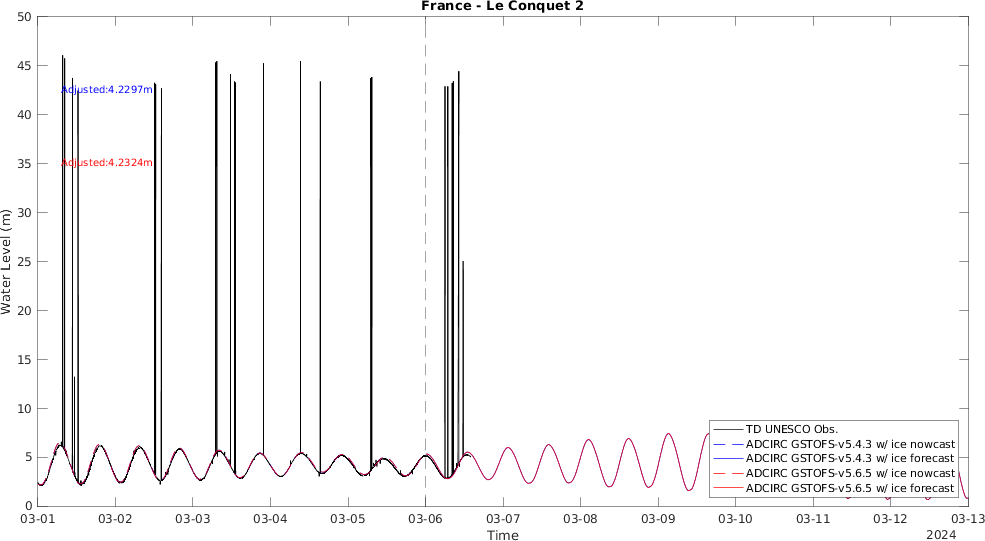 France - Le Conquet 2
50
45
40
35
30
25
20
15
10
5
0
Water Level (m)
Adjusted:4.2297m
Adjusted:4.2324m
TD UNESCO Obs.
ADCIRC GSTOFS-v5.4.3 w/ ice nowcast
ADCIRC GSTOFS-v5.4.3 w/ ice forecast
ADCIRC GSTOFS-v5.6.5 w/ ice nowcast
ADCIRC GSTOFS-v5.6.5 w/ ice forecast
03-01 03-02 03-03 03-04 03-05 03-06 03-07 03-08 03-09 03-10 03-11 03-12 03-13
Time
2024